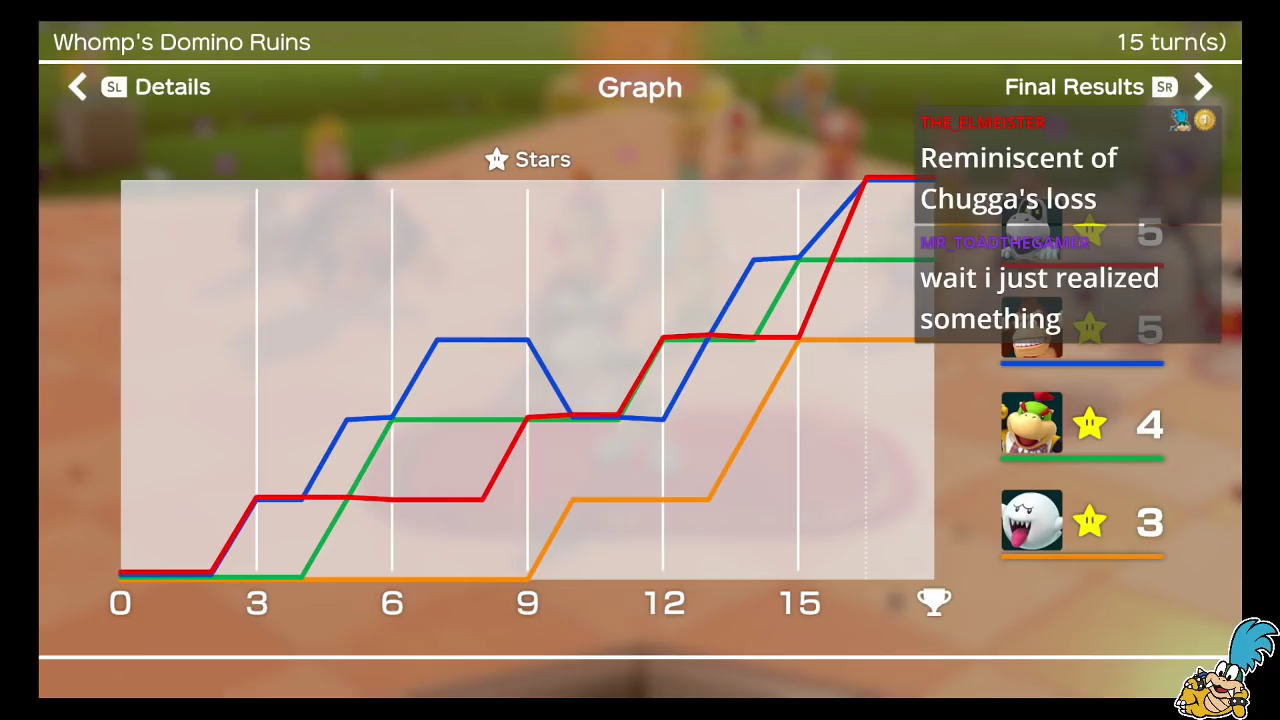 Whomp's Domino Ruins
15 turn(s)
SL Details
Graph
Final Results SR
THE_ELMEISTER
Reminiscent of
Chugga's loss
MR_TOADTHEGAMER
wait i just realized
something
Stars
5
5
4
3
0 3 6 9 12 15